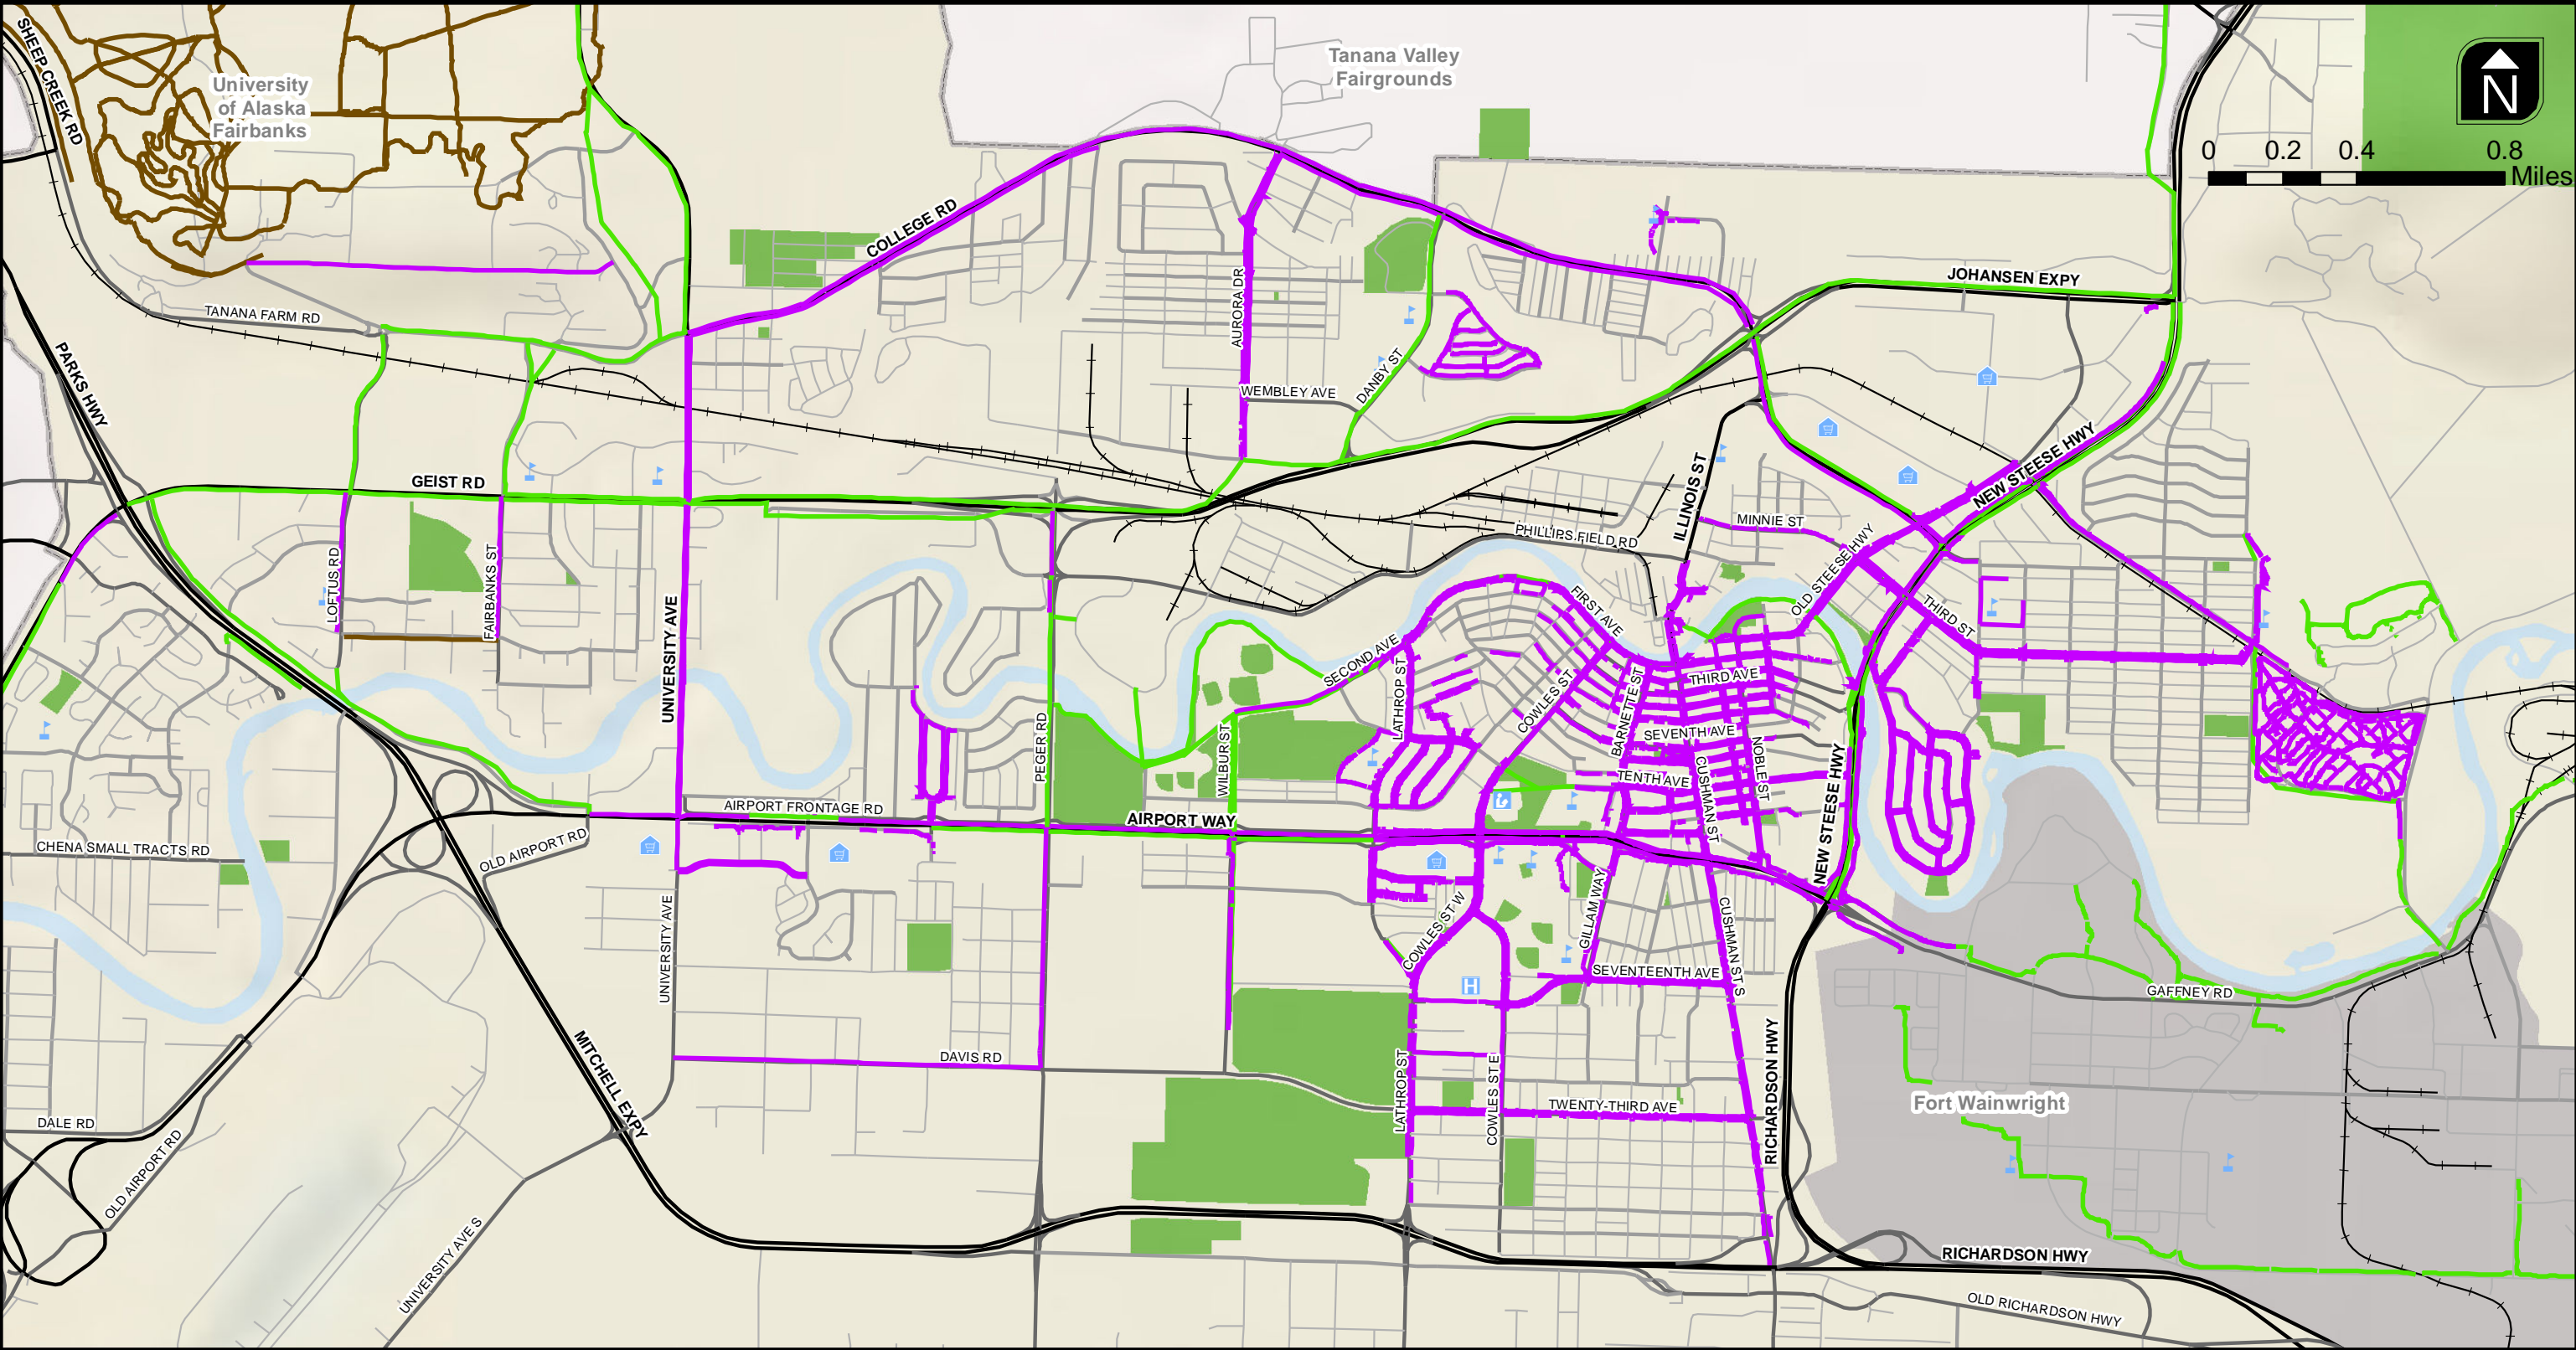 SHEEP CREEK RD
University
of Alaska
Fairbanks
Tanana Valley
Fairgrounds
N
0 0.2 0.4 0.8
Miles
COLLEGE RD
TANANA FARM RD
AURORA DR
JOHANSEN EXPY
PARKS HWY
WEMBLEY AVE
DANBY ST
GEIST RD
ILLINOIS ST
NEW STEESE HWY
MINNIE ST
PHILLIPS FIELD RD
OLD STEESE HWY
LOFTUS RD
FAIRBANKS ST
UNIVERSITY AVE
FIRST AVE
THIRD ST
SECOND AVE
LATHROP ST
COWLES ST
BARNETTE ST
THIRD AVE
SEVENTH AVE
PEGER RD
WILBUR ST
TENTH AVE
CUSHMAN ST
NOBLE ST
NEW STEESE HWY
AIRPORT FRONTAGE RD
AIRPORT WAY
CHENA SMALL TRACTS RD
OLD AIRPORT RD
UNIVERSITY AVE
COWLES ST W
GILLAM WAY
CUSHMAN ST S
H
SEVENTEENTH AVE
GAFFNEY RD
MITCHELL EXPY
DAVIS RD
LATHROP ST
COWLES ST E
TWENTY-THIRD AVE
RICHARDSON HWY
Fort Wainwright
DALE RD
OLD AIRPORT RD
UNIVERSITY AVE S
RICHARDSON HWY
OLD RICHARDSON HWY